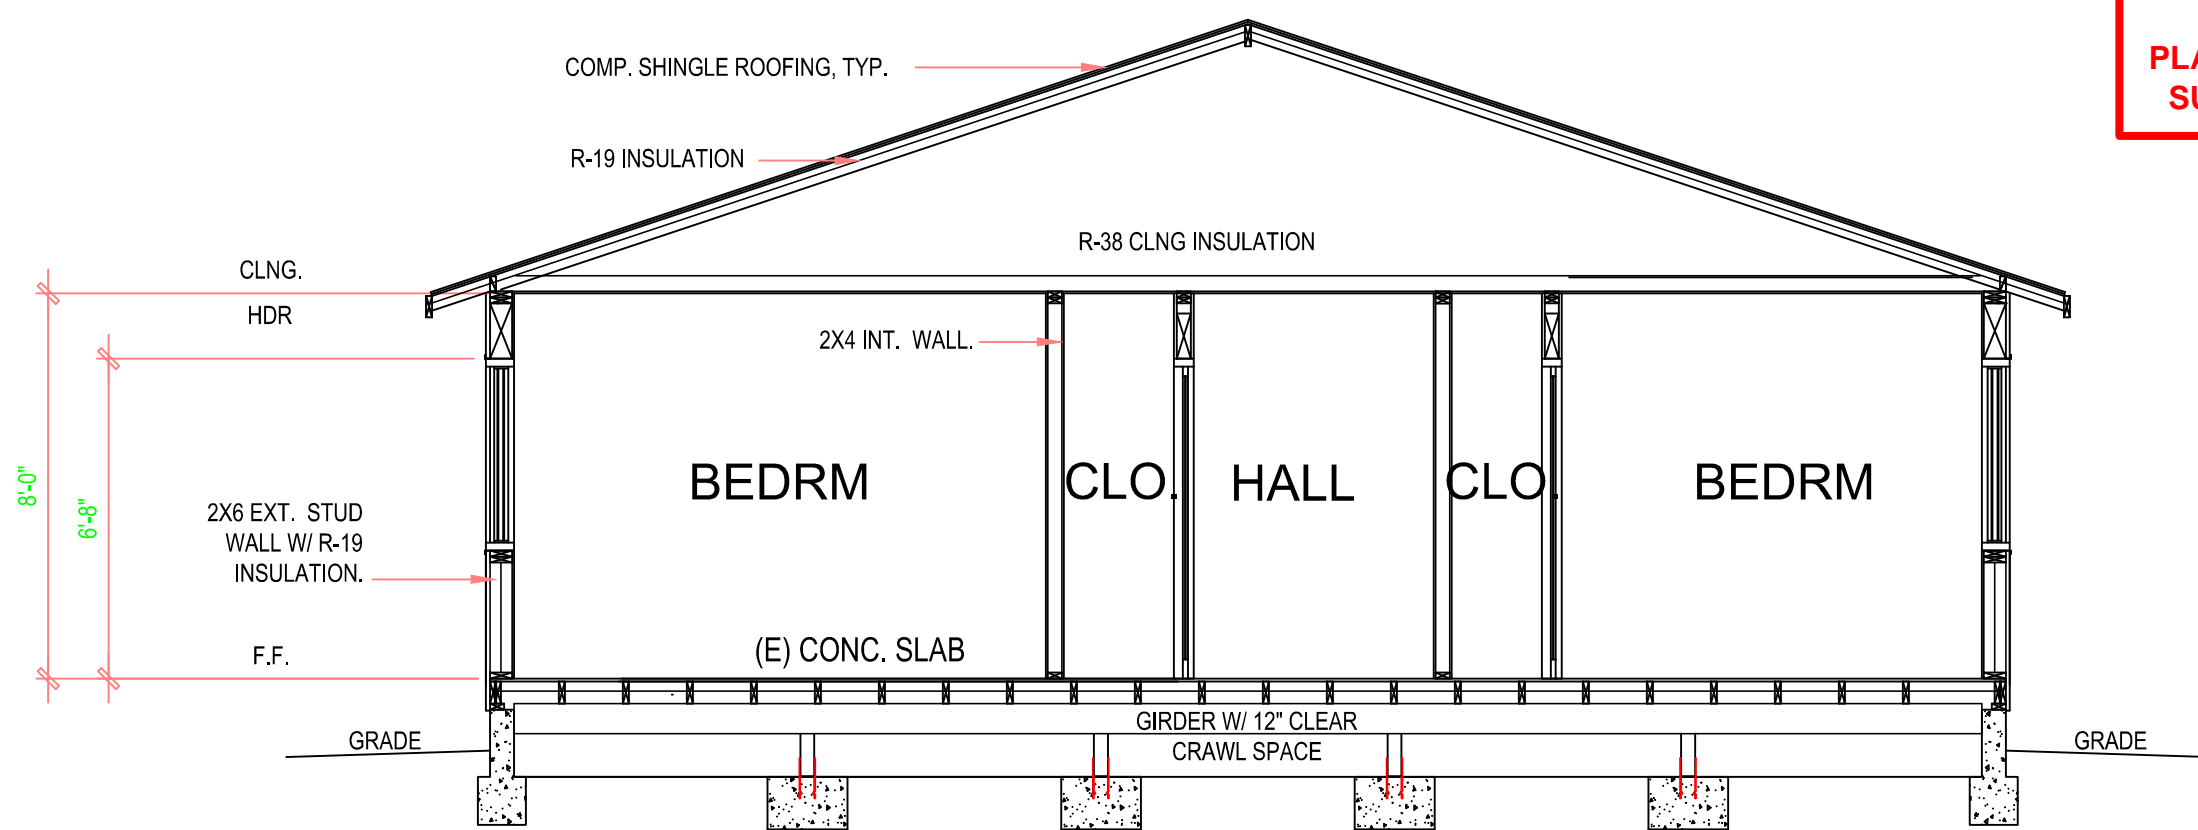 COMP. SHINGLE ROOFING, TYP.
R-19 INSULATION
R-38 CLNG INSULATION
CLNG.
HDR
2X4 INT. WALL.
8'-0"
6'-8"
2X6 EXT. STUD
WALL W/ R-19
INSULATION.
BEDRM
CLO.
HALL
CLO.
BEDRM
(E) CONC. SLAB
F.F.
GIRDER W/ 12" CLEAR
CRAWL SPACE
GRADE
GRADE